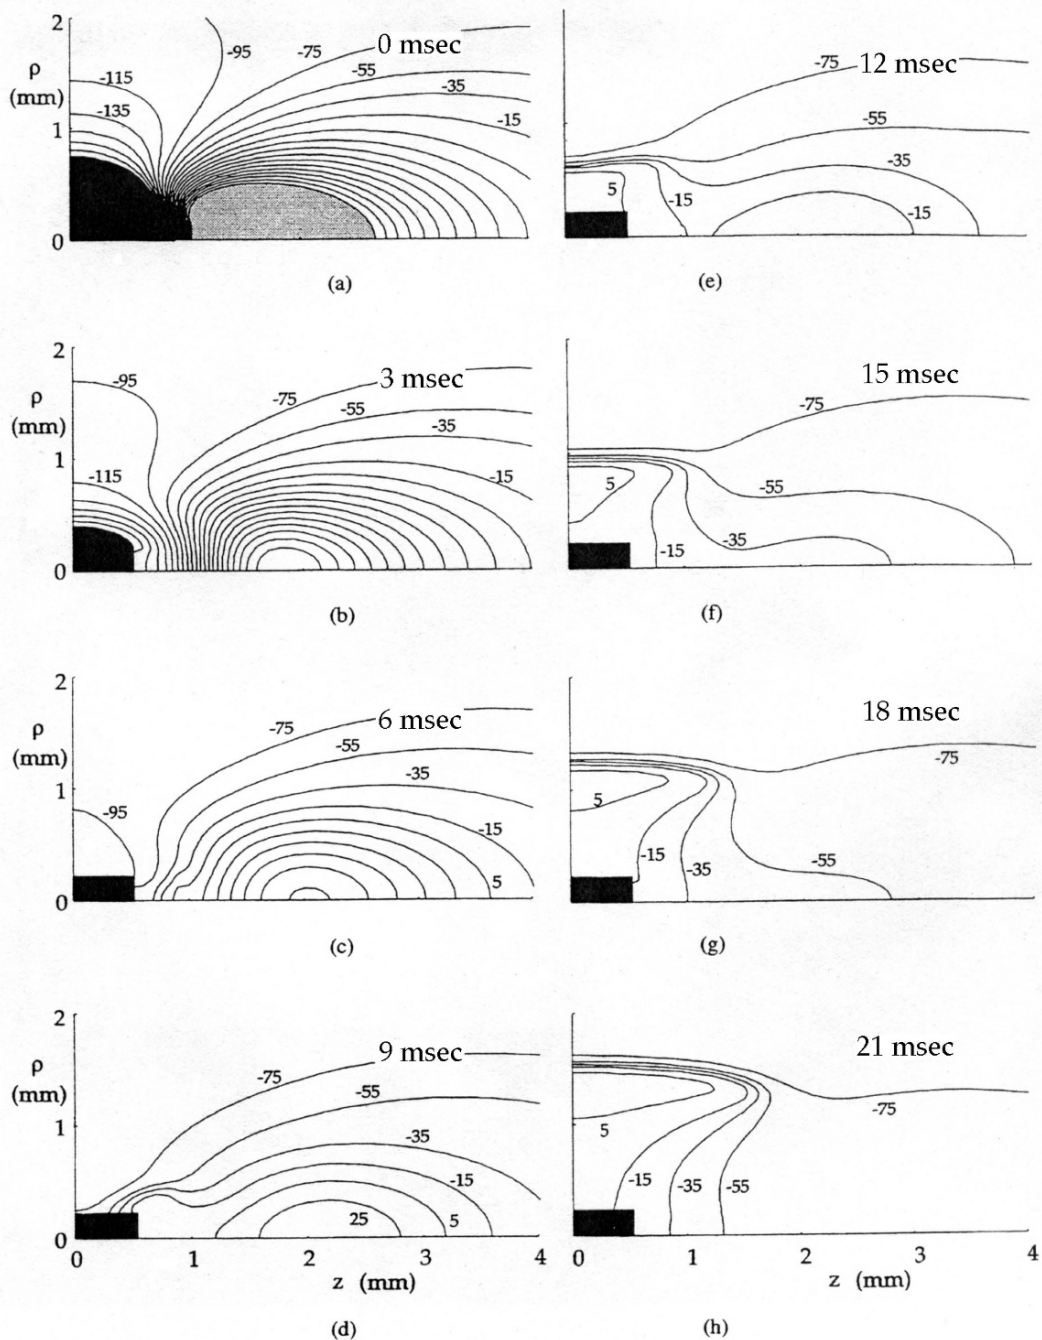 2
ρ
(mm)
1
0
-115
-135
-95
-75
0 msec
-55
-35
-15
(a)
2
ρ
(mm)
1
0
-95
-115
-75
3 msec
-55
-35
-15
(b)
2
ρ
(mm)
1
0
-95
-75
6 msec
-55
-35
-15
5
(c)
2
ρ
(mm)
1
0
-75
9 msec
-55
-35
-15
25
5
0 1 2 3 4
z (mm)
(d)
-75
12 msec
-55
-35
5
-15
-15
(e)
15 msec
-75
5
-55
-15
-35
(f)
18 msec
-75
5
-15
-35
-55
(g)
21 msec
-75
5
-15
-35
-55
0 1 2 3 4
z (mm)
(h)